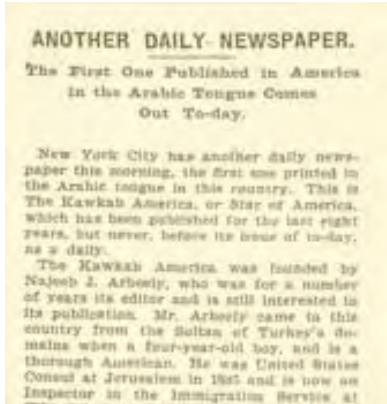 ANOTHER DAILY NEWSPAPER.
The First One Published in America
in the Arabic Tongue Comes
Out To-day.
New York City has another daily news-
paper this morning, the first one printed in
the Arabic tongue in this country. This is
The Kawkab America, or Star of America,
which has been published for the last eight
years, but never, before its issue of to-day,
as a daily.
The Kawkab America was founded by
Najeeb J. Arbeely, who was for a number
of years its editor and is still interested in
its publication. Mr. Arbeely came to this
country from the Sultan of Turkey's do-
mains when a four-year-old boy, and is a
thorough American. He was United States
Consul at Jerusalem in 1885 and is now an
Inspector in the Immigration Service at